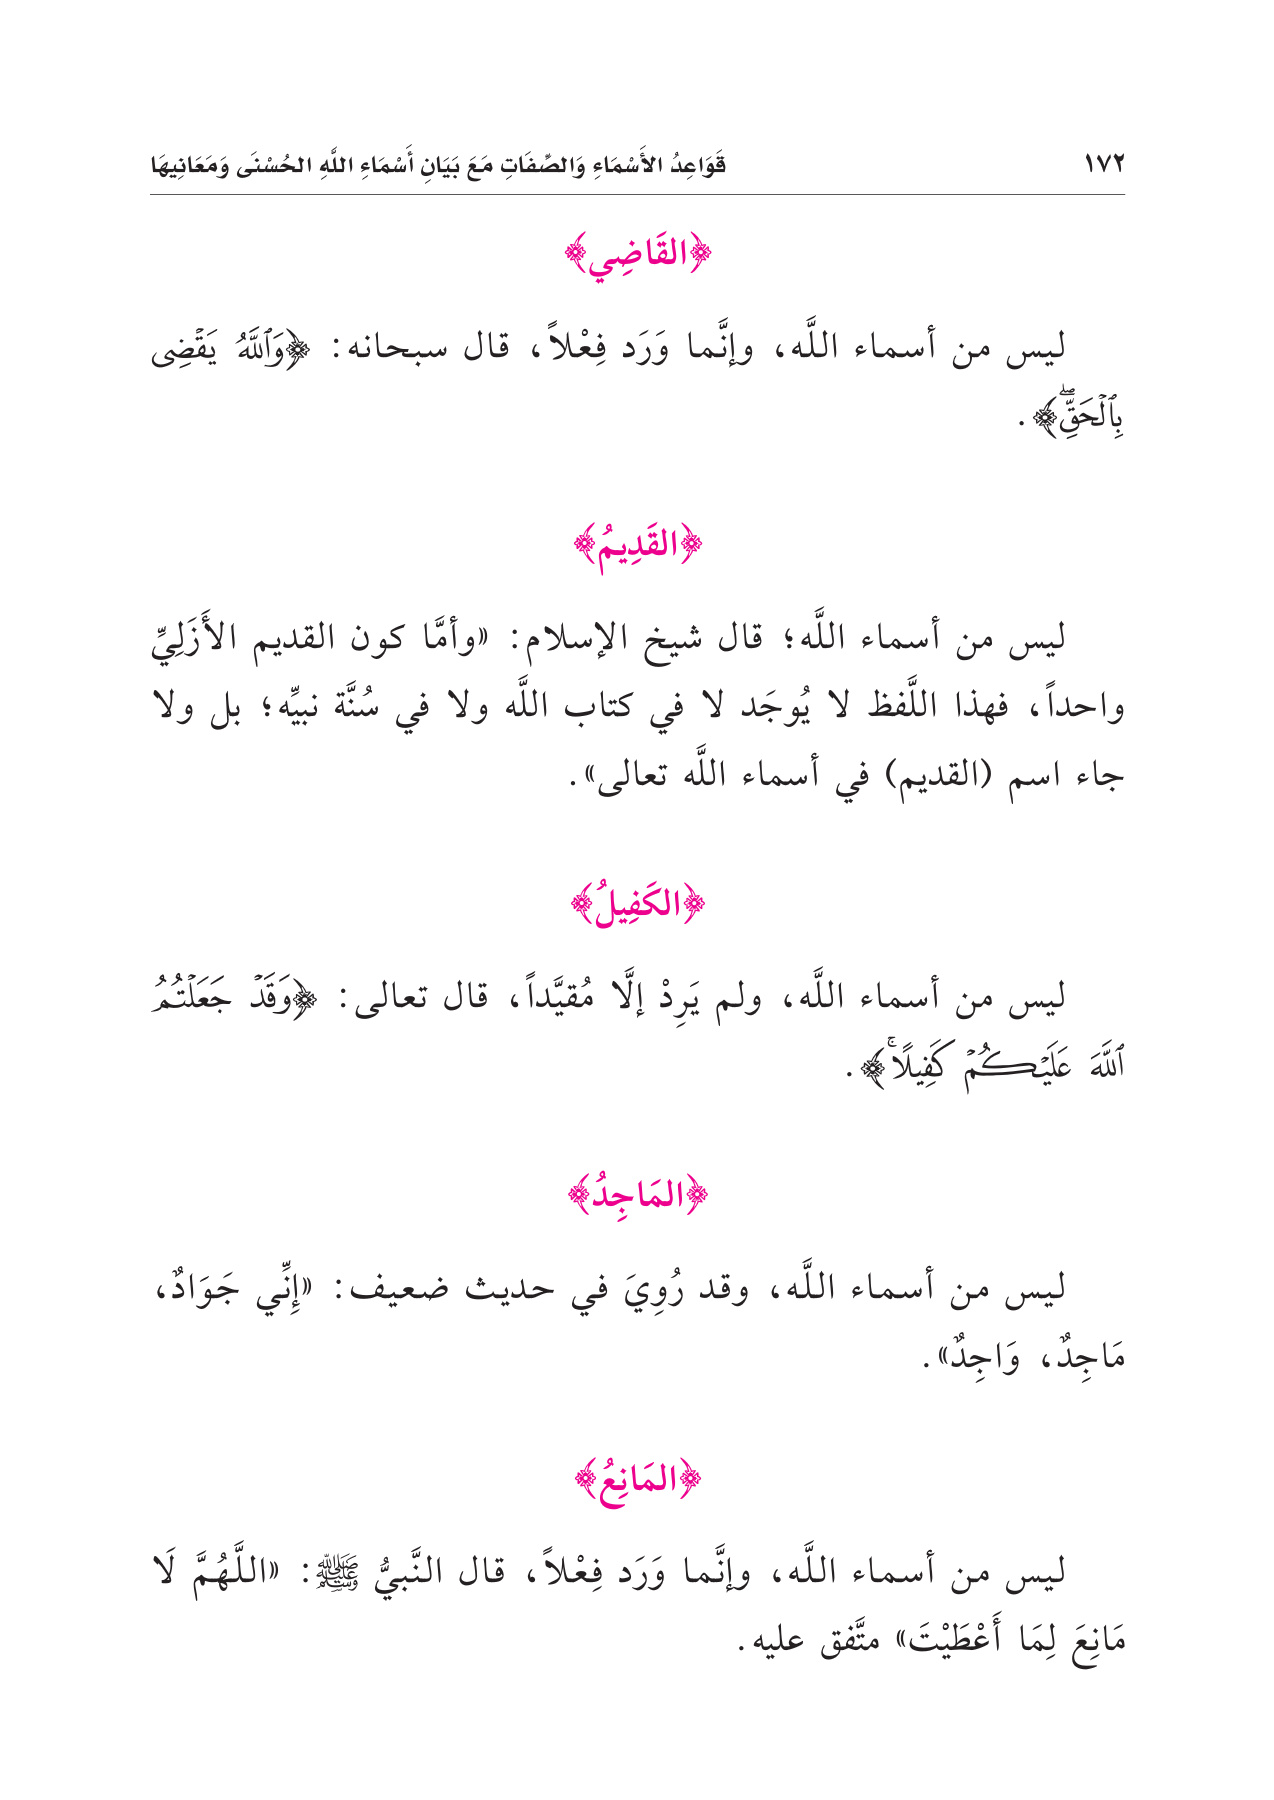 ١٧٢ قَوَاعِدُ الأَسْمَاءِ وَالصِّفَاتِ مَعَ بَيَانِ أَسْمَاءِ اللَّهِ الحُسْنَى وَمَعَانِيهَا
﴿القَاضِي﴾
ليس من أسماء اللَّه، وإنَّما وَرَد فِعْلاً، قال سبحانه: ﴿وَٱللَّهُ يَقْضِى
بِٱلْحَقِّۖ﴾.
﴿القَدِيمُ﴾
ليس من أسماء اللَّه؛ قال شيخ الإسلام: «وأمَّا كون القديم الأَزَلِيِّ
واحداً، فهذا اللَّفظ لا يُوجَد لا في كتاب اللَّه ولا في سُنَّة نبيِّه؛ بل ولا
جاء اسم (القديم) في أسماء اللَّه تعالى».
﴿الكَفِيلُ﴾
ليس من أسماء اللَّه، ولم يَرِدْ إلَّا مُقيَّداً، قال تعالى: ﴿وَقَدْ جَعَلْتُمُ
ٱللَّهَ عَلَيْكُمْ كَفِيلًاۚ﴾.
﴿المَاجِدُ﴾
ليس من أسماء اللَّه، وقد رُوِيَ في حديث ضعيف: «إِنِّي جَوَادٌ،
مَاجِدٌ، وَاجِدٌ».
﴿المَانِعُ﴾
ليس من أسماء اللَّه، وإنَّما وَرَد فِعْلاً، قال النَّبيُّ ﷺ: «اللَّهُمَّ لَا
مَانِعَ لِمَا أَعْطَيْتَ» متَّفق عليه.